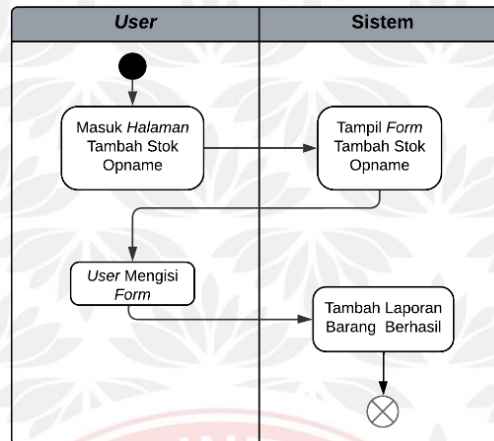 User
Sistem
Masuk Halaman
Tambah Stok
Opname
Tampil Form
Tambah Stok
Opname
User Mengisi
Form
Tambah Laporan
Barang Berhasil